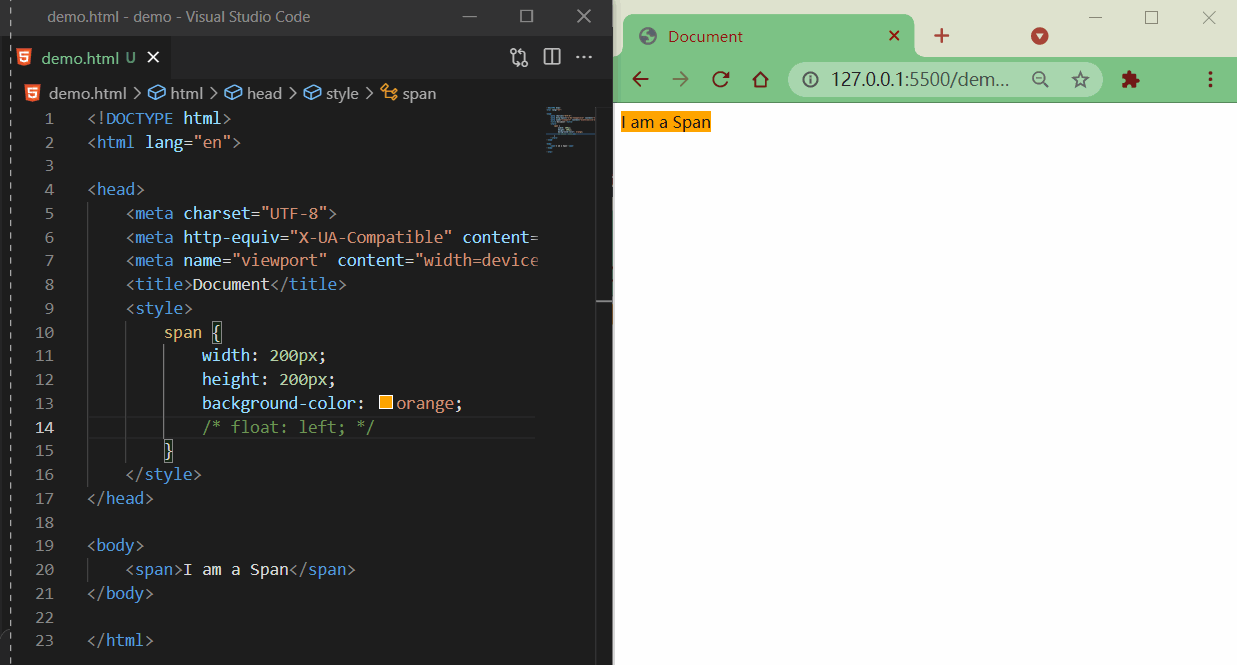 demo.html - demo - Visual Studio Code
demo.html U
demo.html > html > head > style > span
1 <!DOCTYPE html>
2 <html lang="en">
3
4 <head>
5 <meta charset="UTF-8">
6 <meta http-equiv="X-UA-Compatible" content=
7 <meta name="viewport" content="width=device
8 <title>Document</title>
9 <style>
10 span {
11 width: 200px;
12 height: 200px;
13 background-color: orange;
14 /* float: left; */
15 }
16 </style>
17 </head>
18
19 <body>
20 <span>I am a Span</span>
21 </body>
22
23 </html>
Document
127.0.0.1:5500/dem...
I am a Span